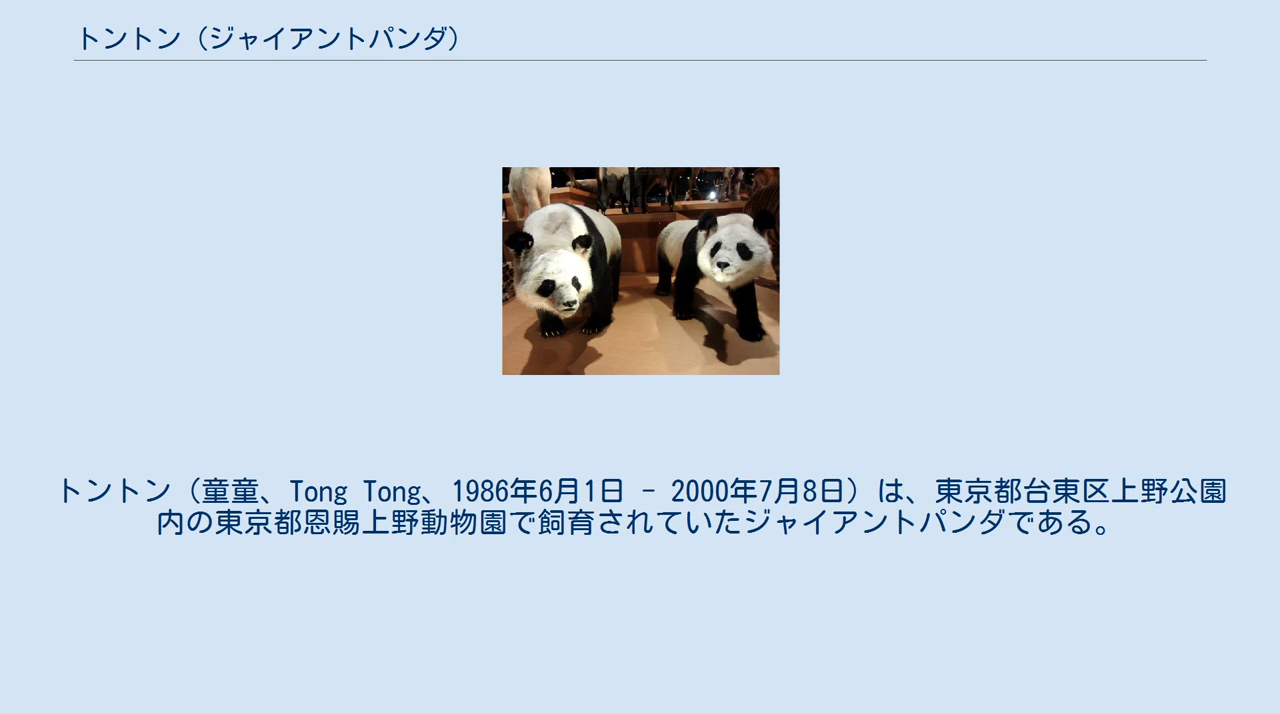 トントン（ジャイアントパンダ）
トントン（童童、Tong Tong、1986年6月1日 - 2000年7月8日）は、東京都台東区上野公園
内の東京都恩賜上野動物園で飼育されていたジャイアントパンダである。